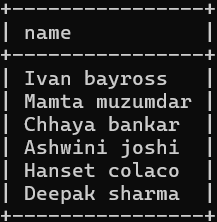 name
Ivan bayross
Mamta muzumdar
Chhaya bankar
Ashwini joshi
Hanset colaco
Deepak sharma